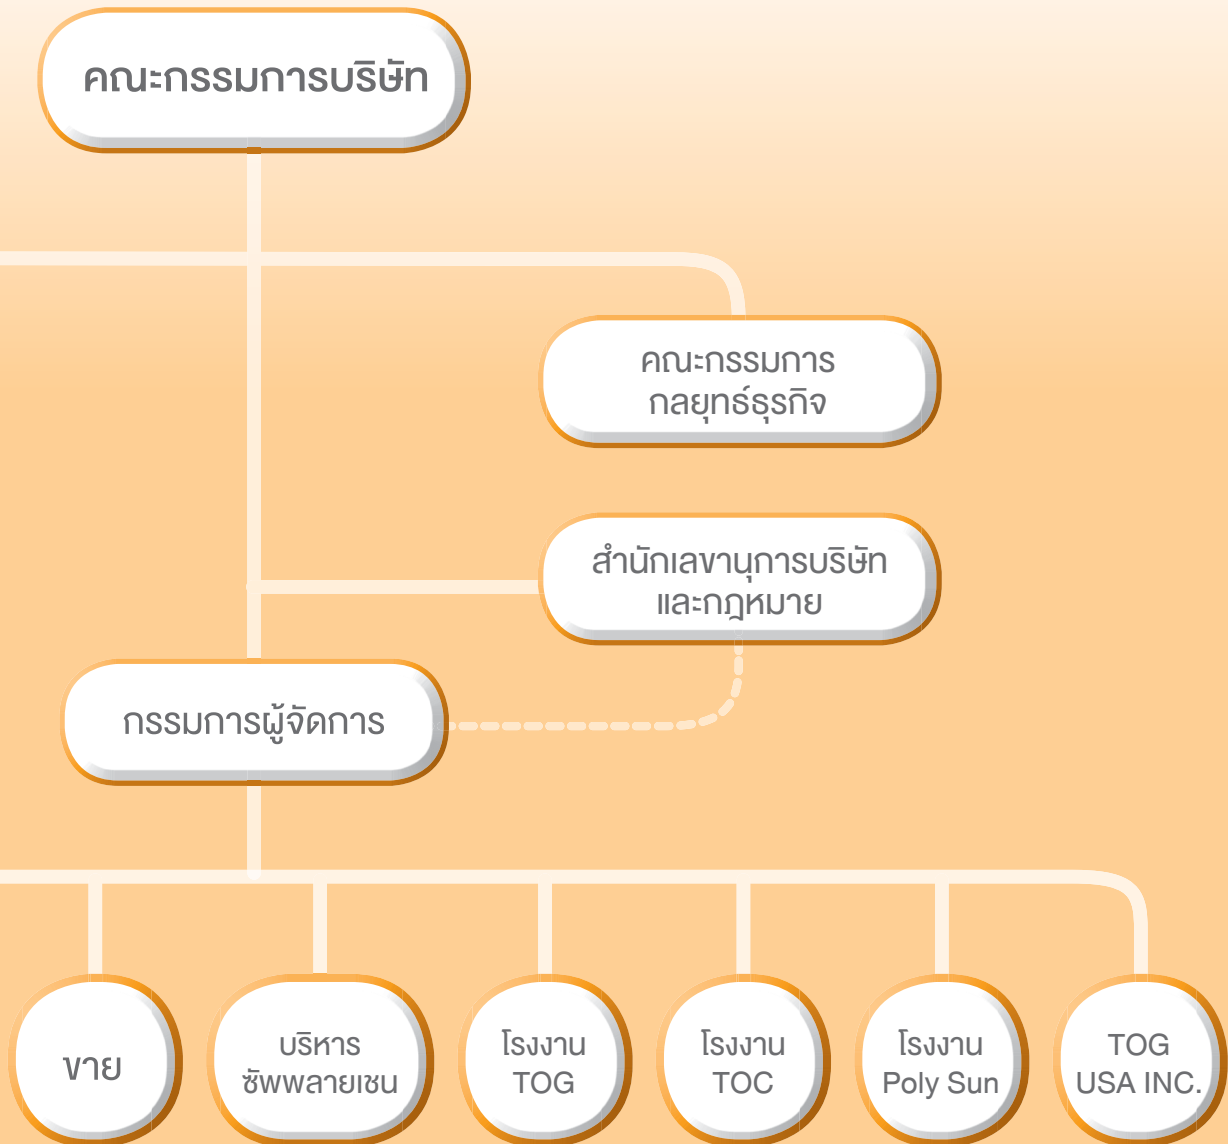 คณะกรรมการบริษัท
คณะกรรมการ
กลยุทธ์ธุรกิจ
สำนักเลขานุการบริษัท
และกฎหมาย
กรรมการผู้จัดการ
ขาย
บริหาร
ซัพพลายเชน
โรงงาน
TOG
โรงงาน
TOC
โรงงาน
Poly Sun
TOG
USA INC.